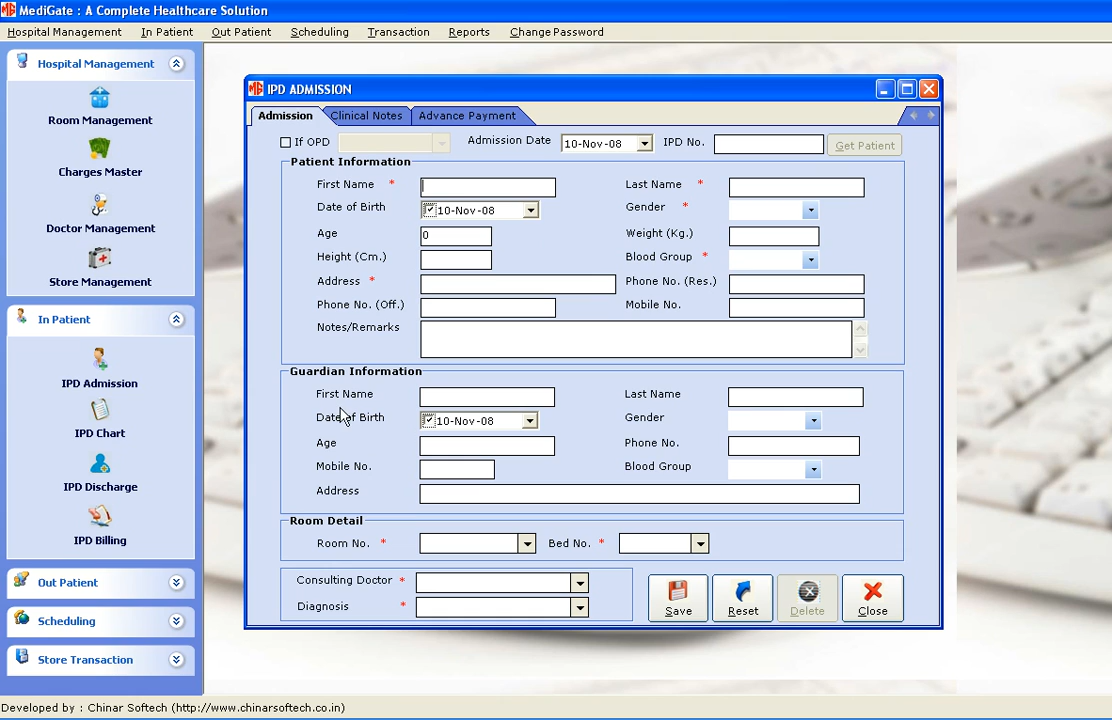 MediGate : A Complete Healthcare Solution
Hospital Management In Patient Out Patient Scheduling Transaction Reports Change Password
Hospital Management
Room Management
Charges Master
Doctor Management
Store Management
In Patient
IPD Admission
IPD Chart
IPD Discharge
IPD Billing
Out Patient
Scheduling
Store Transaction
IPD ADMISSION
Admission Clinical Notes Advance Payment
If OPD Admission Date 10-Nov-08 IPD No. Get Patient
Patient Information
First Name * Last Name *
Date of Birth 10-Nov-08 Gender *
Age 0 Weight (Kg.)
Height (Cm.) Blood Group *
Address * Phone No. (Res.)
Phone No. (Off.) Mobile No.
Notes/Remarks
Guardian Information
First Name Last Name
Date of Birth 10-Nov-08 Gender
Age Phone No.
Mobile No. Blood Group
Address
Room Detail
Room No. * Bed No. *
Consulting Doctor *
Diagnosis *
Save Reset Delete Close
Developed by : Chinar Softech (http://www.chinarsoftech.co.in)